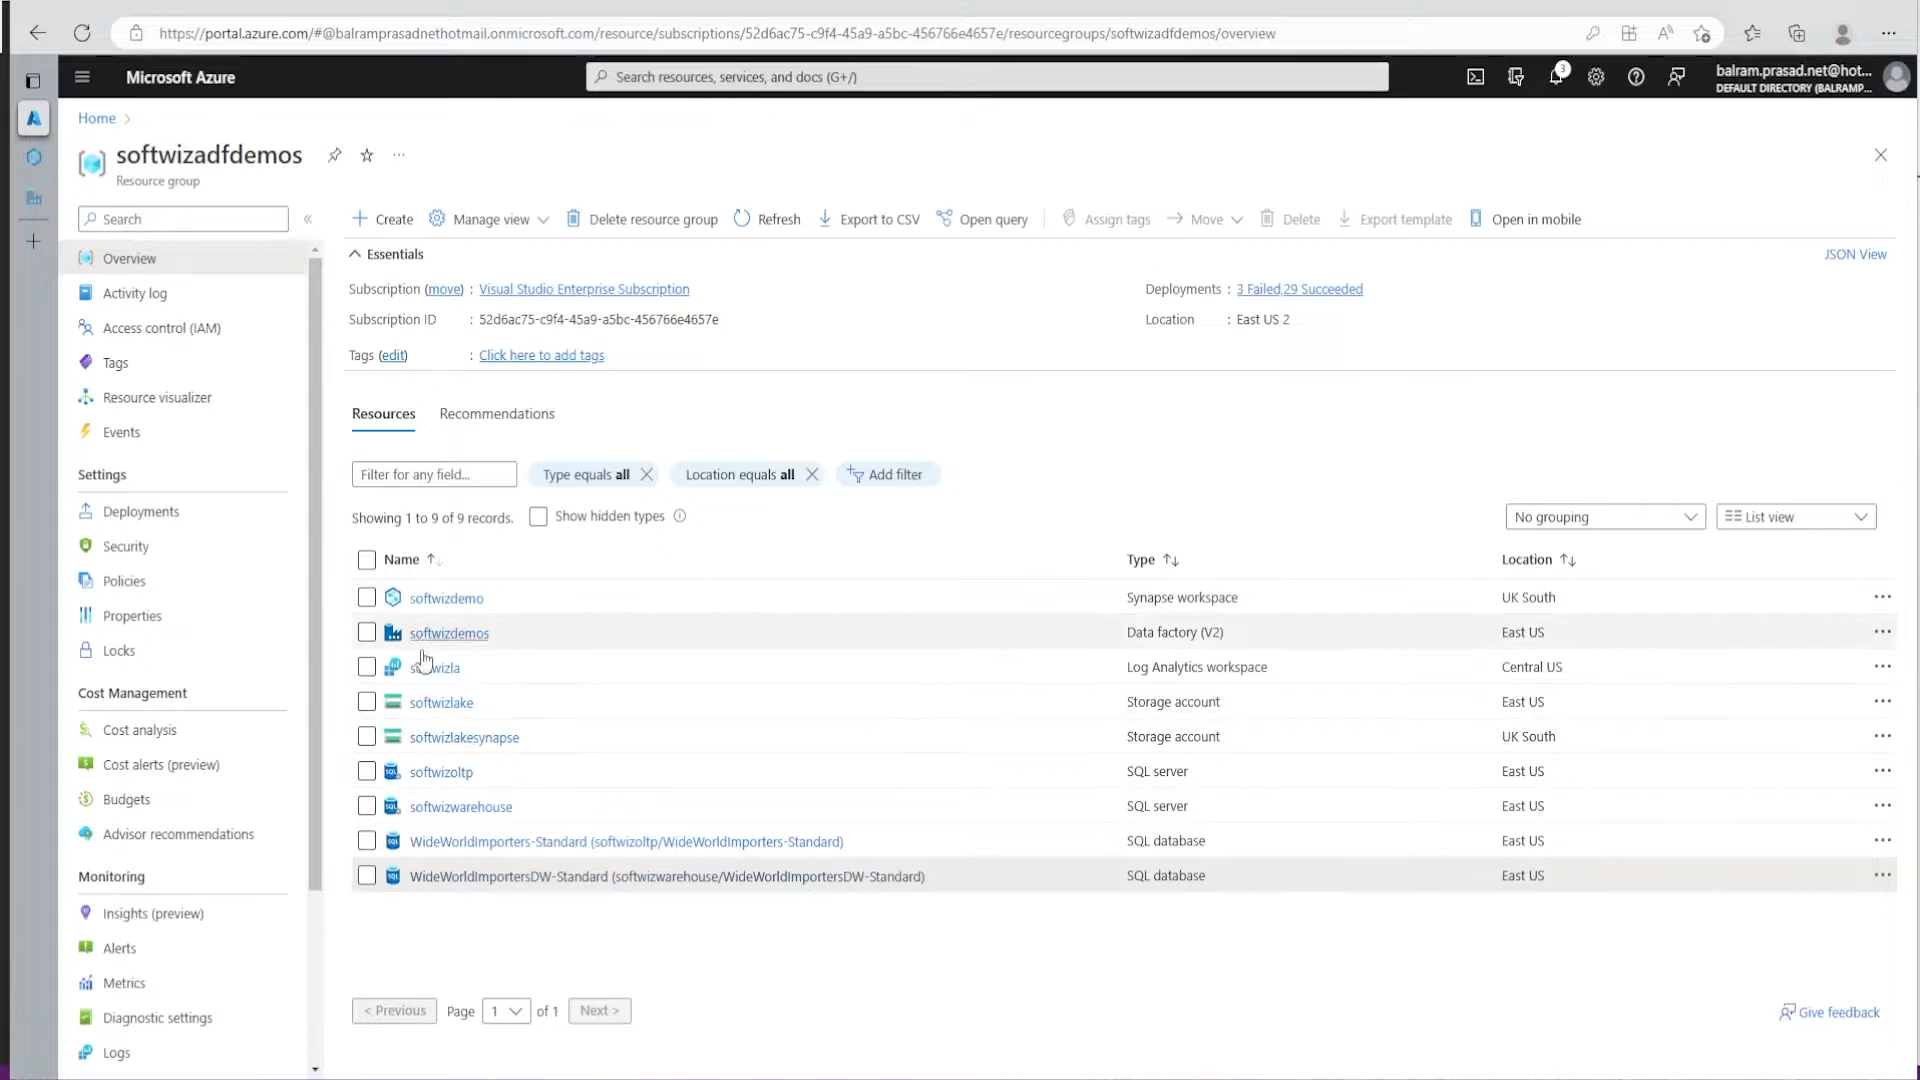 https://portal.azure.com/#@balramprasadnethotmail.onmicrosoft.com/resource/subscriptions/52d6ac75-c9f4-45a9-a5bc-456766e4657e/resourcegroups/softwizadfdemos/overview
Microsoft Azure
Search resources, services, and docs (G+/)
3
balram.prasad.net@hot...
DEFAULT DIRECTORY (BALRAMP...
Home
softwizadfdemos
Resource group
Search
Create Manage view Delete resource group Refresh Export to CSV Open query Assign tags Move Delete Export template Open in mobile
Overview
Activity log
Access control (IAM)
Tags
Resource visualizer
Events
Settings
Deployments
Security
Policies
Properties
Locks
Cost Management
Cost analysis
Cost alerts (preview)
Budgets
Advisor recommendations
Monitoring
Insights (preview)
Alerts
Metrics
Diagnostic settings
Logs
Essentials
JSON View
Subscription (move) : Visual Studio Enterprise Subscription
Deployments : 3 Failed,29 Succeeded
Subscription ID : 52d6ac75-c9f4-45a9-a5bc-456766e4657e
Location : East US 2
Tags (edit) : Click here to add tags
Resources Recommendations
Filter for any field... Type equals all Location equals all Add filter
Showing 1 to 9 of 9 records. Show hidden types
No grouping List view
Name Type Location
softwizdemo Synapse workspace UK South
softwizdemos Data factory (V2) East US
Log Analytics workspace Central US
softwizlake Storage account East US
softwizlakesynapse Storage account UK South
softwizoltp SQL server East US
softwizwarehouse SQL server East US
WideWorldImporters-Standard (softwizoltp/WideWorldImporters-Standard) SQL database East US
WideWorldImportersDW-Standard (softwizwarehouse/WideWorldImportersDW-Standard) SQL database East US
< Previous Page 1 of 1 Next >
Give feedback